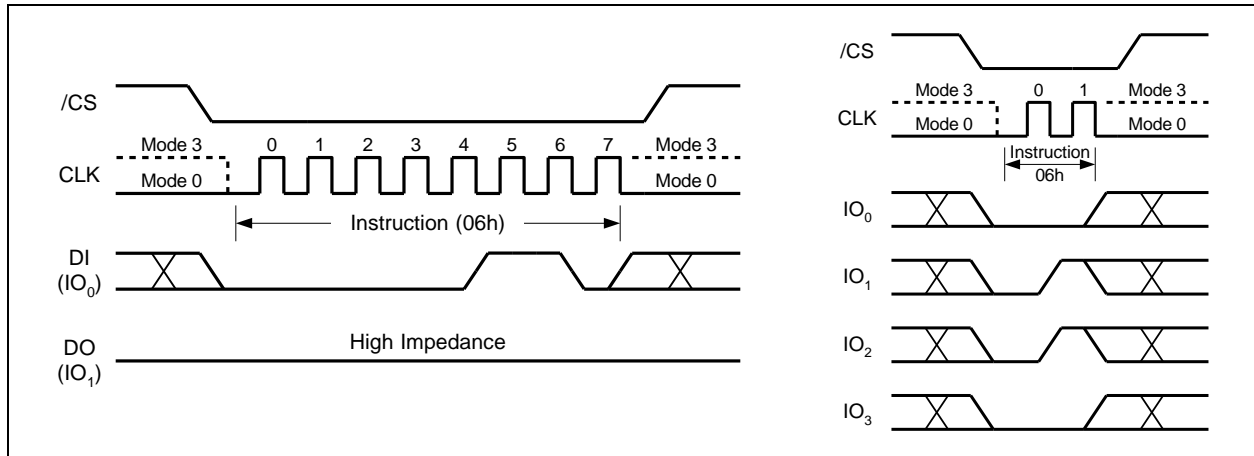 /CS
Mode 3 0 1 2 3 4 5 6 7 Mode 3
CLK
Mode 0 Mode 0
Instruction (06h)
DI
(IO0)
DO
(IO1)
High Impedance
/CS
Mode 3 0 1 Mode 3
CLK
Mode 0 Mode 0
Instruction
06h
IO0
IO1
IO2
IO3